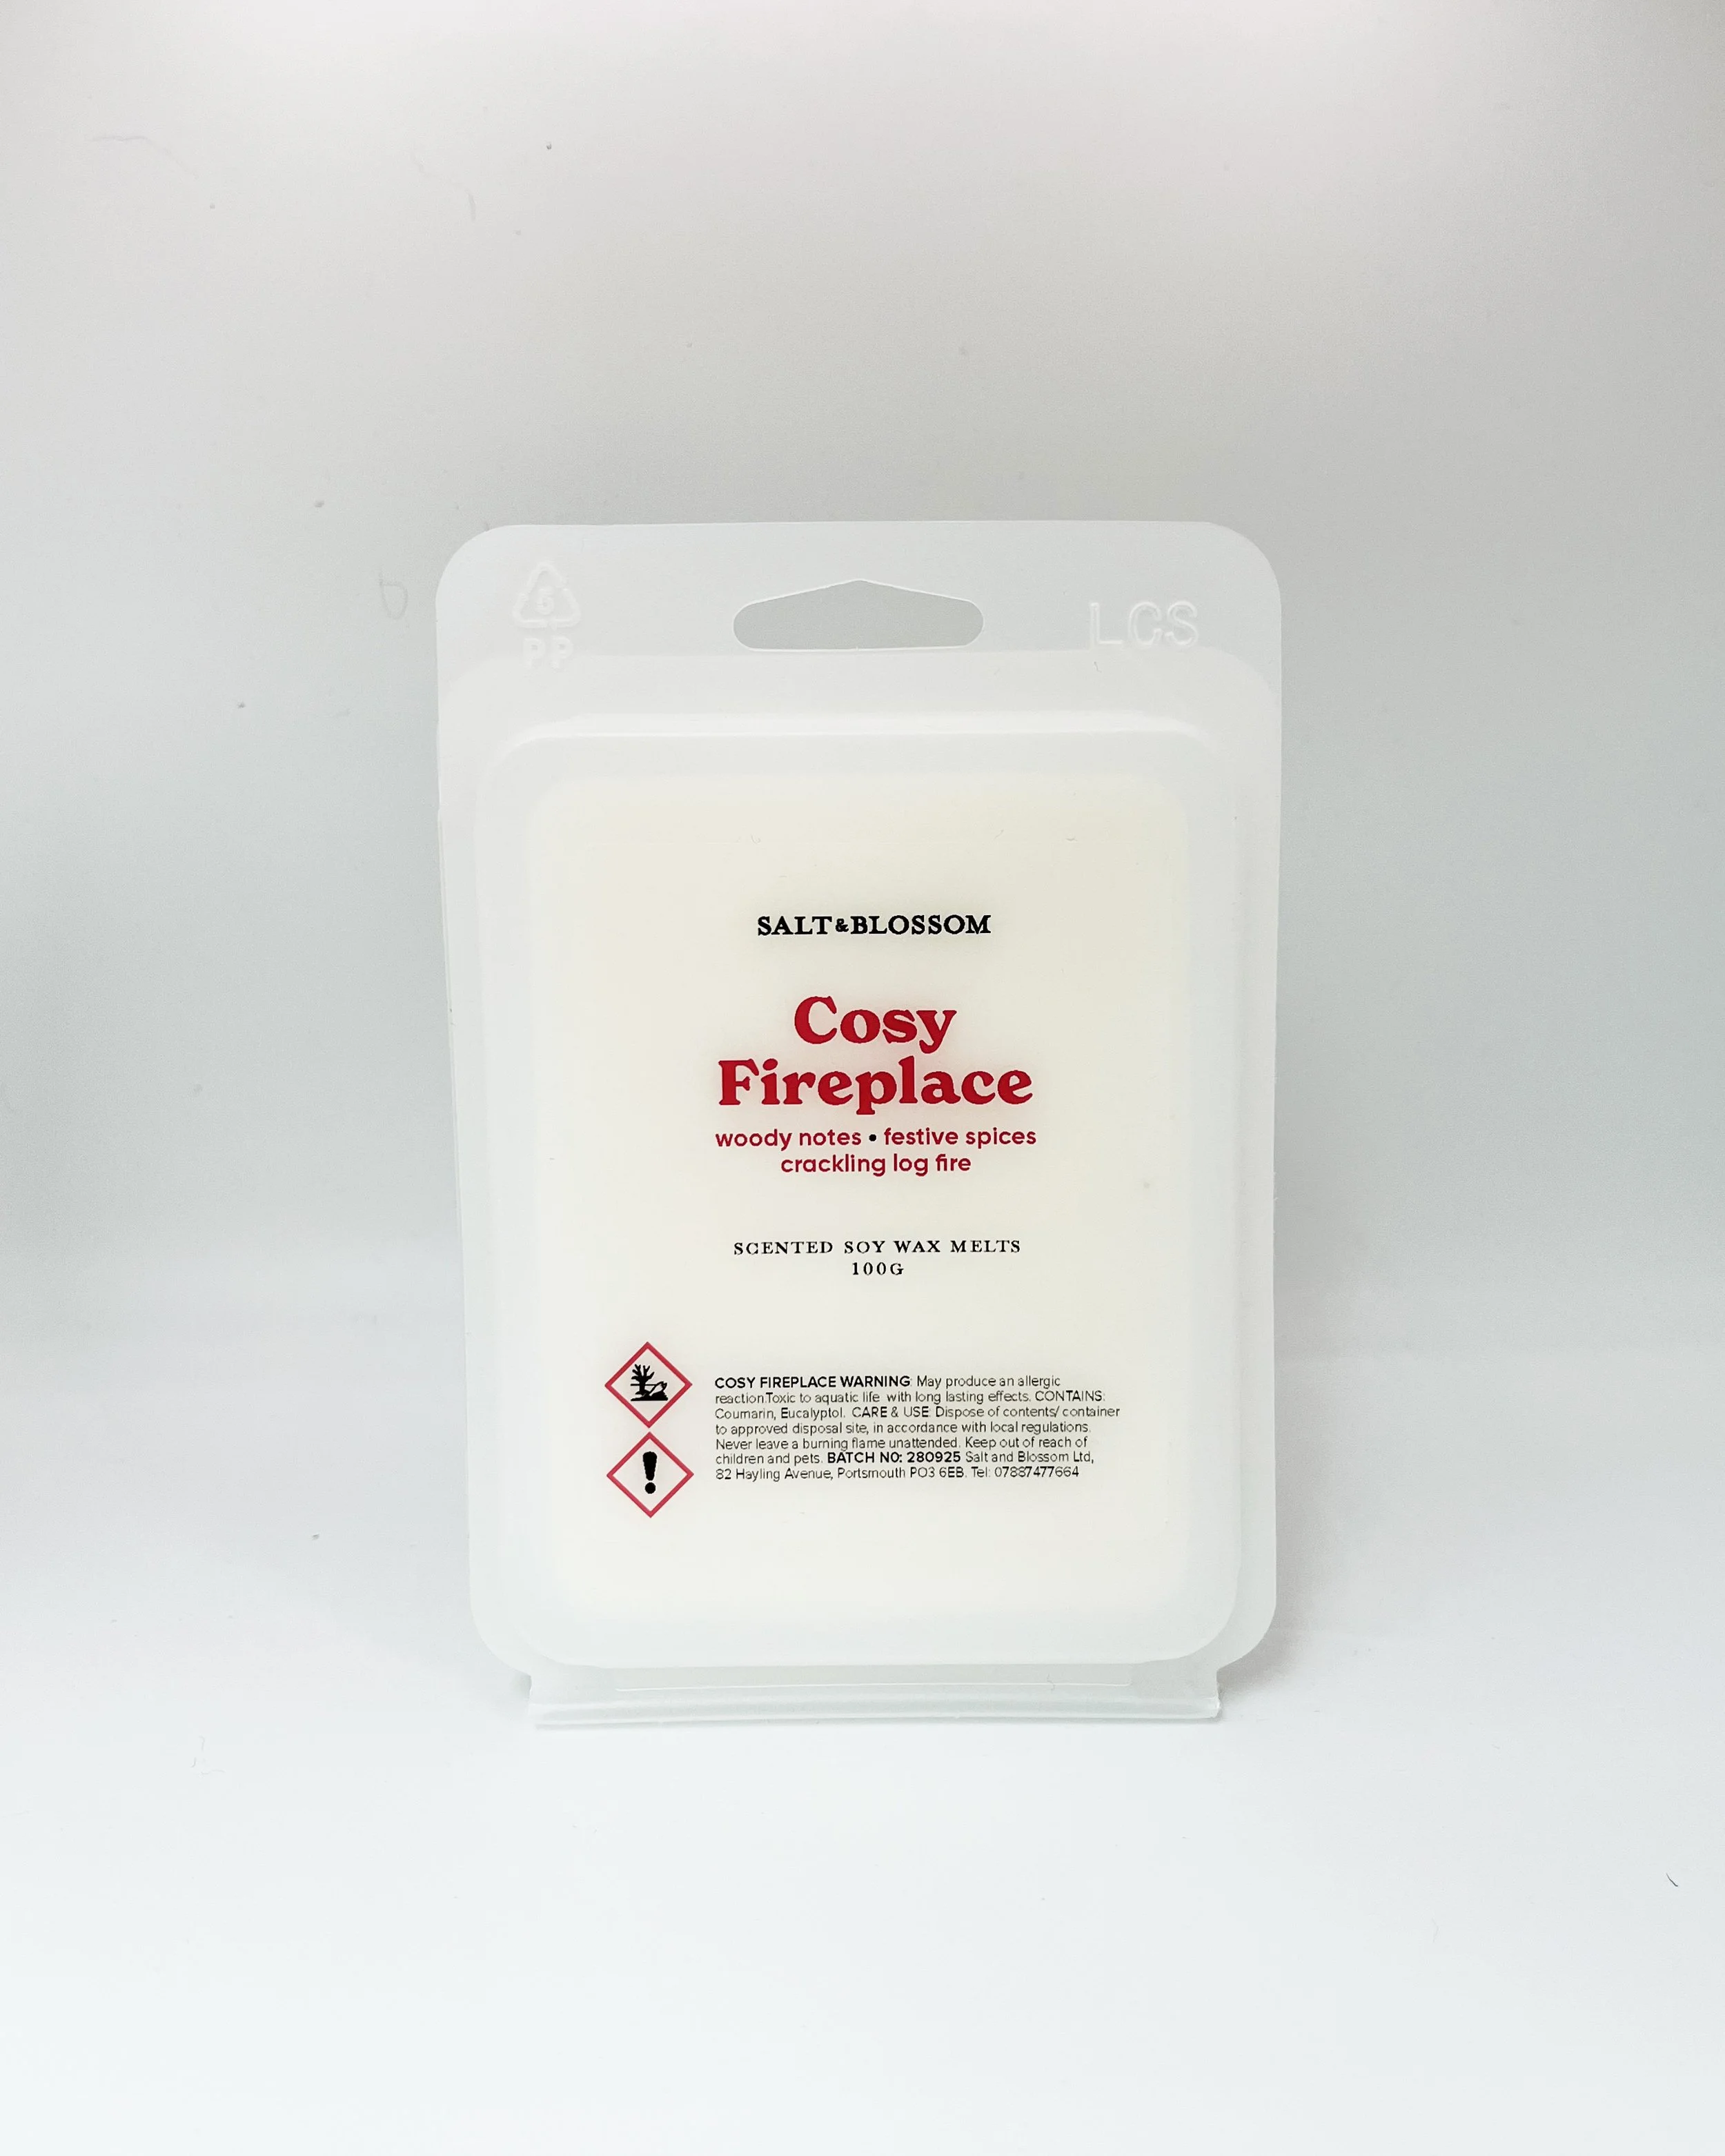 5
PP
LCS
SALT&BLOSSOM
Cosy
Fireplace
woody notes • festive spices
crackling log fire
SCENTED SOY WAX MELTS
100G
COSY FIREPLACE WARNING: May produce an allergic
reaction.Toxic to aquatic life with long lasting effects. CONTAINS:
Coumarin, Eucalyptol. CARE & USE: Dispose of contents/ container
to approved disposal site, in accordance with local regulations.
Never leave a burning flame unattended. Keep out of reach of
children and pets. BATCH NO: 280925 Salt and Blossom Ltd,
82 Hayling Avenue, Portsmouth PO3 6EB. Tel: 07887477664